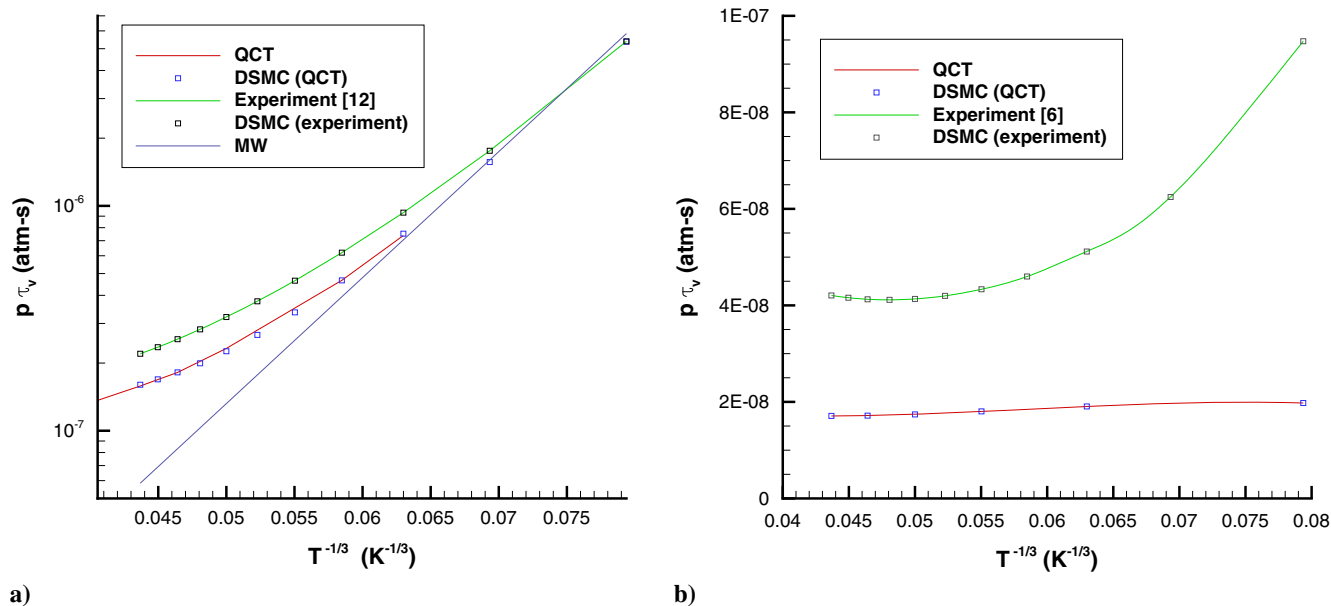 QCT
DSMC (QCT)
Experiment [12]
DSMC (experiment)
MW
10⁻⁶
10⁻⁷
p τᵥ (atm-s)
0.045 0.05 0.055 0.06 0.065 0.07 0.075
T⁻¹/³ (K⁻¹/³)
a)
1E-07
8E-08
6E-08
4E-08
2E-08
0
p τᵥ (atm-s)
QCT
DSMC (QCT)
Experiment [6]
DSMC (experiment)
0.04 0.045 0.05 0.055 0.06 0.065 0.07 0.075 0.08
T⁻¹/³ (K⁻¹/³)
b)